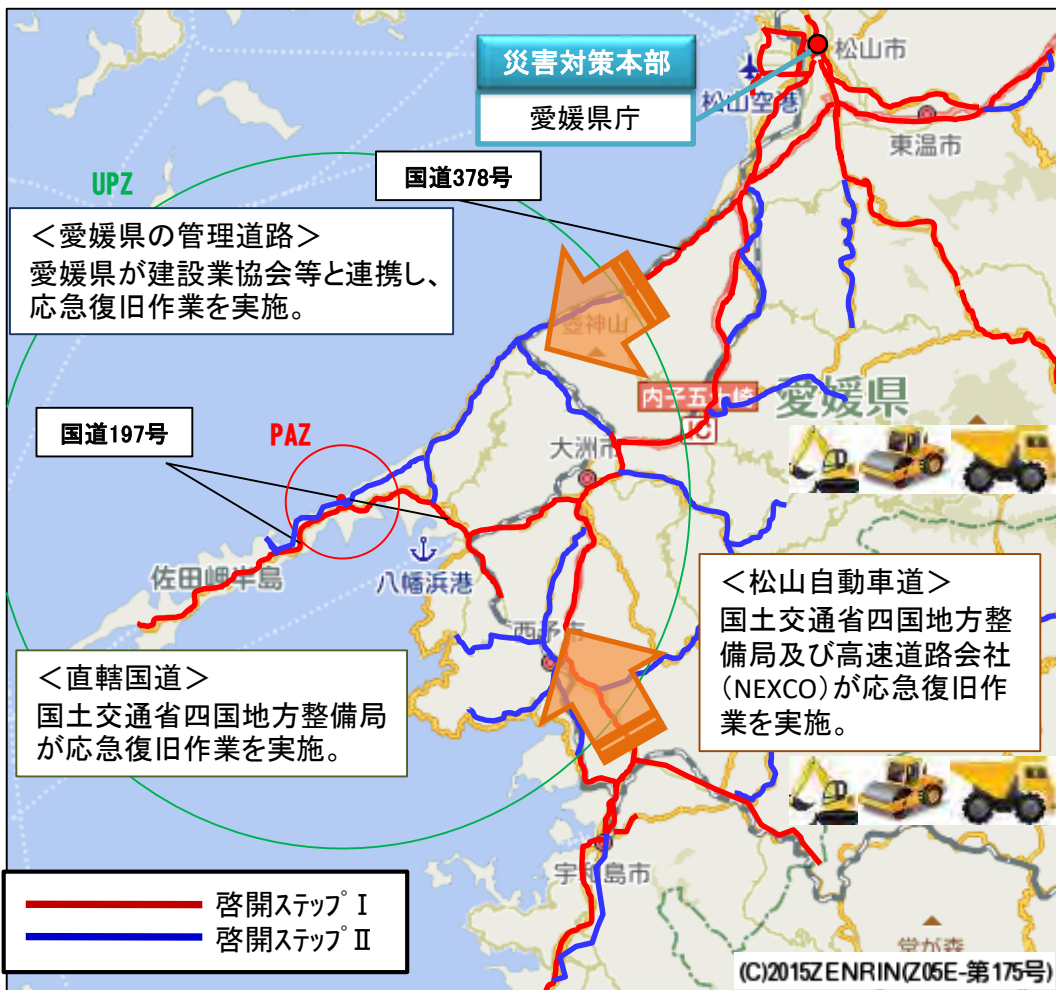 災害対策本部
愛媛県庁
松山市
松山空港
東温市
国道378号
UPZ
＜愛媛県の管理道路＞
愛媛県が建設業協会等と連携し、
応急復旧作業を実施。
壺神山
内子五十崎
IC
愛媛県
国道197号
PAZ
大洲市
佐田岬半島
八幡浜港
＜松山自動車道＞
国土交通省四国地方整
備局及び高速道路会社
（NEXCO）が応急復旧作
業を実施。
西予市
＜直轄国道＞
国土交通省四国地方整備局
が応急復旧作業を実施。
宇和島市
啓開ステップⅠ
啓開ステップⅡ
堂が森
(C)2015ZENRIN(Z05E-第175号)